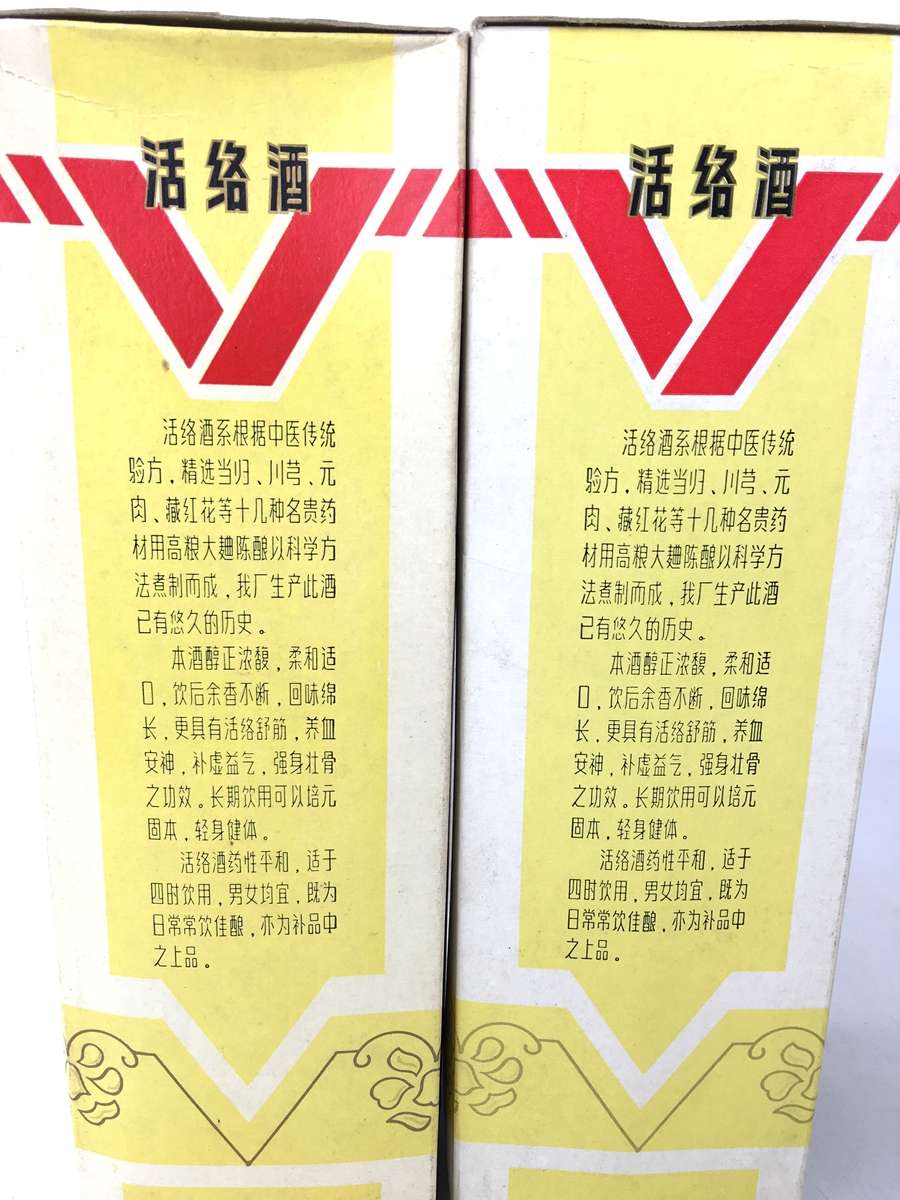 活络酒
活络酒系根据中医传统
验方，精选当归、川芎、元
肉、藏红花等十几种名贵药
材用高粮大麯陈酿以科学方
法煮制而成，我厂生产此酒
已有悠久的历史。
本酒醇正浓馥，柔和适
口，饮后余香不断，回味绵
长，更具有活络舒筋，养血
安神，补虚益气，强身壮骨
之功效。长期饮用可以培元
固本，轻身健体。
活络酒药性平和，适于
四时饮用，男女均宜，既为
日常常饮佳酿，亦为补品中
之上品。
活络酒
活络酒系根据中医传统
验方，精选当归、川芎、元
肉、藏红花等十几种名贵药
材用高粮大麯陈酿以科学方
法煮制而成，我厂生产此酒
已有悠久的历史。
本酒醇正浓馥，柔和适
口，饮后余香不断，回味绵
长，更具有活络舒筋，养血
安神，补虚益气，强身壮骨
之功效。长期饮用可以培元
固本，轻身健体。
活络酒药性平和，适于
四时饮用，男女均宜，既为
日常常饮佳酿，亦为补品中
之上品。